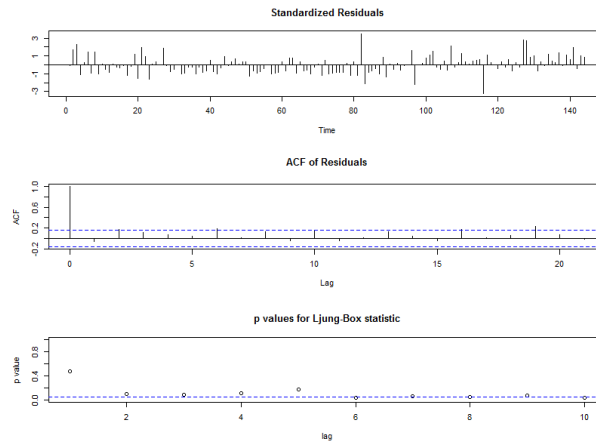 Standardized Residuals
3
1
-1
-3
0 20 40 60 80 100 120 140
Time
ACF of Residuals
ACF
1.0
0.6
0.2
-0.2
0 5 10 15 20
Lag
p values for Ljung-Box statistic
p value
0.8
0.4
0.0
2 4 6 8 10
lag